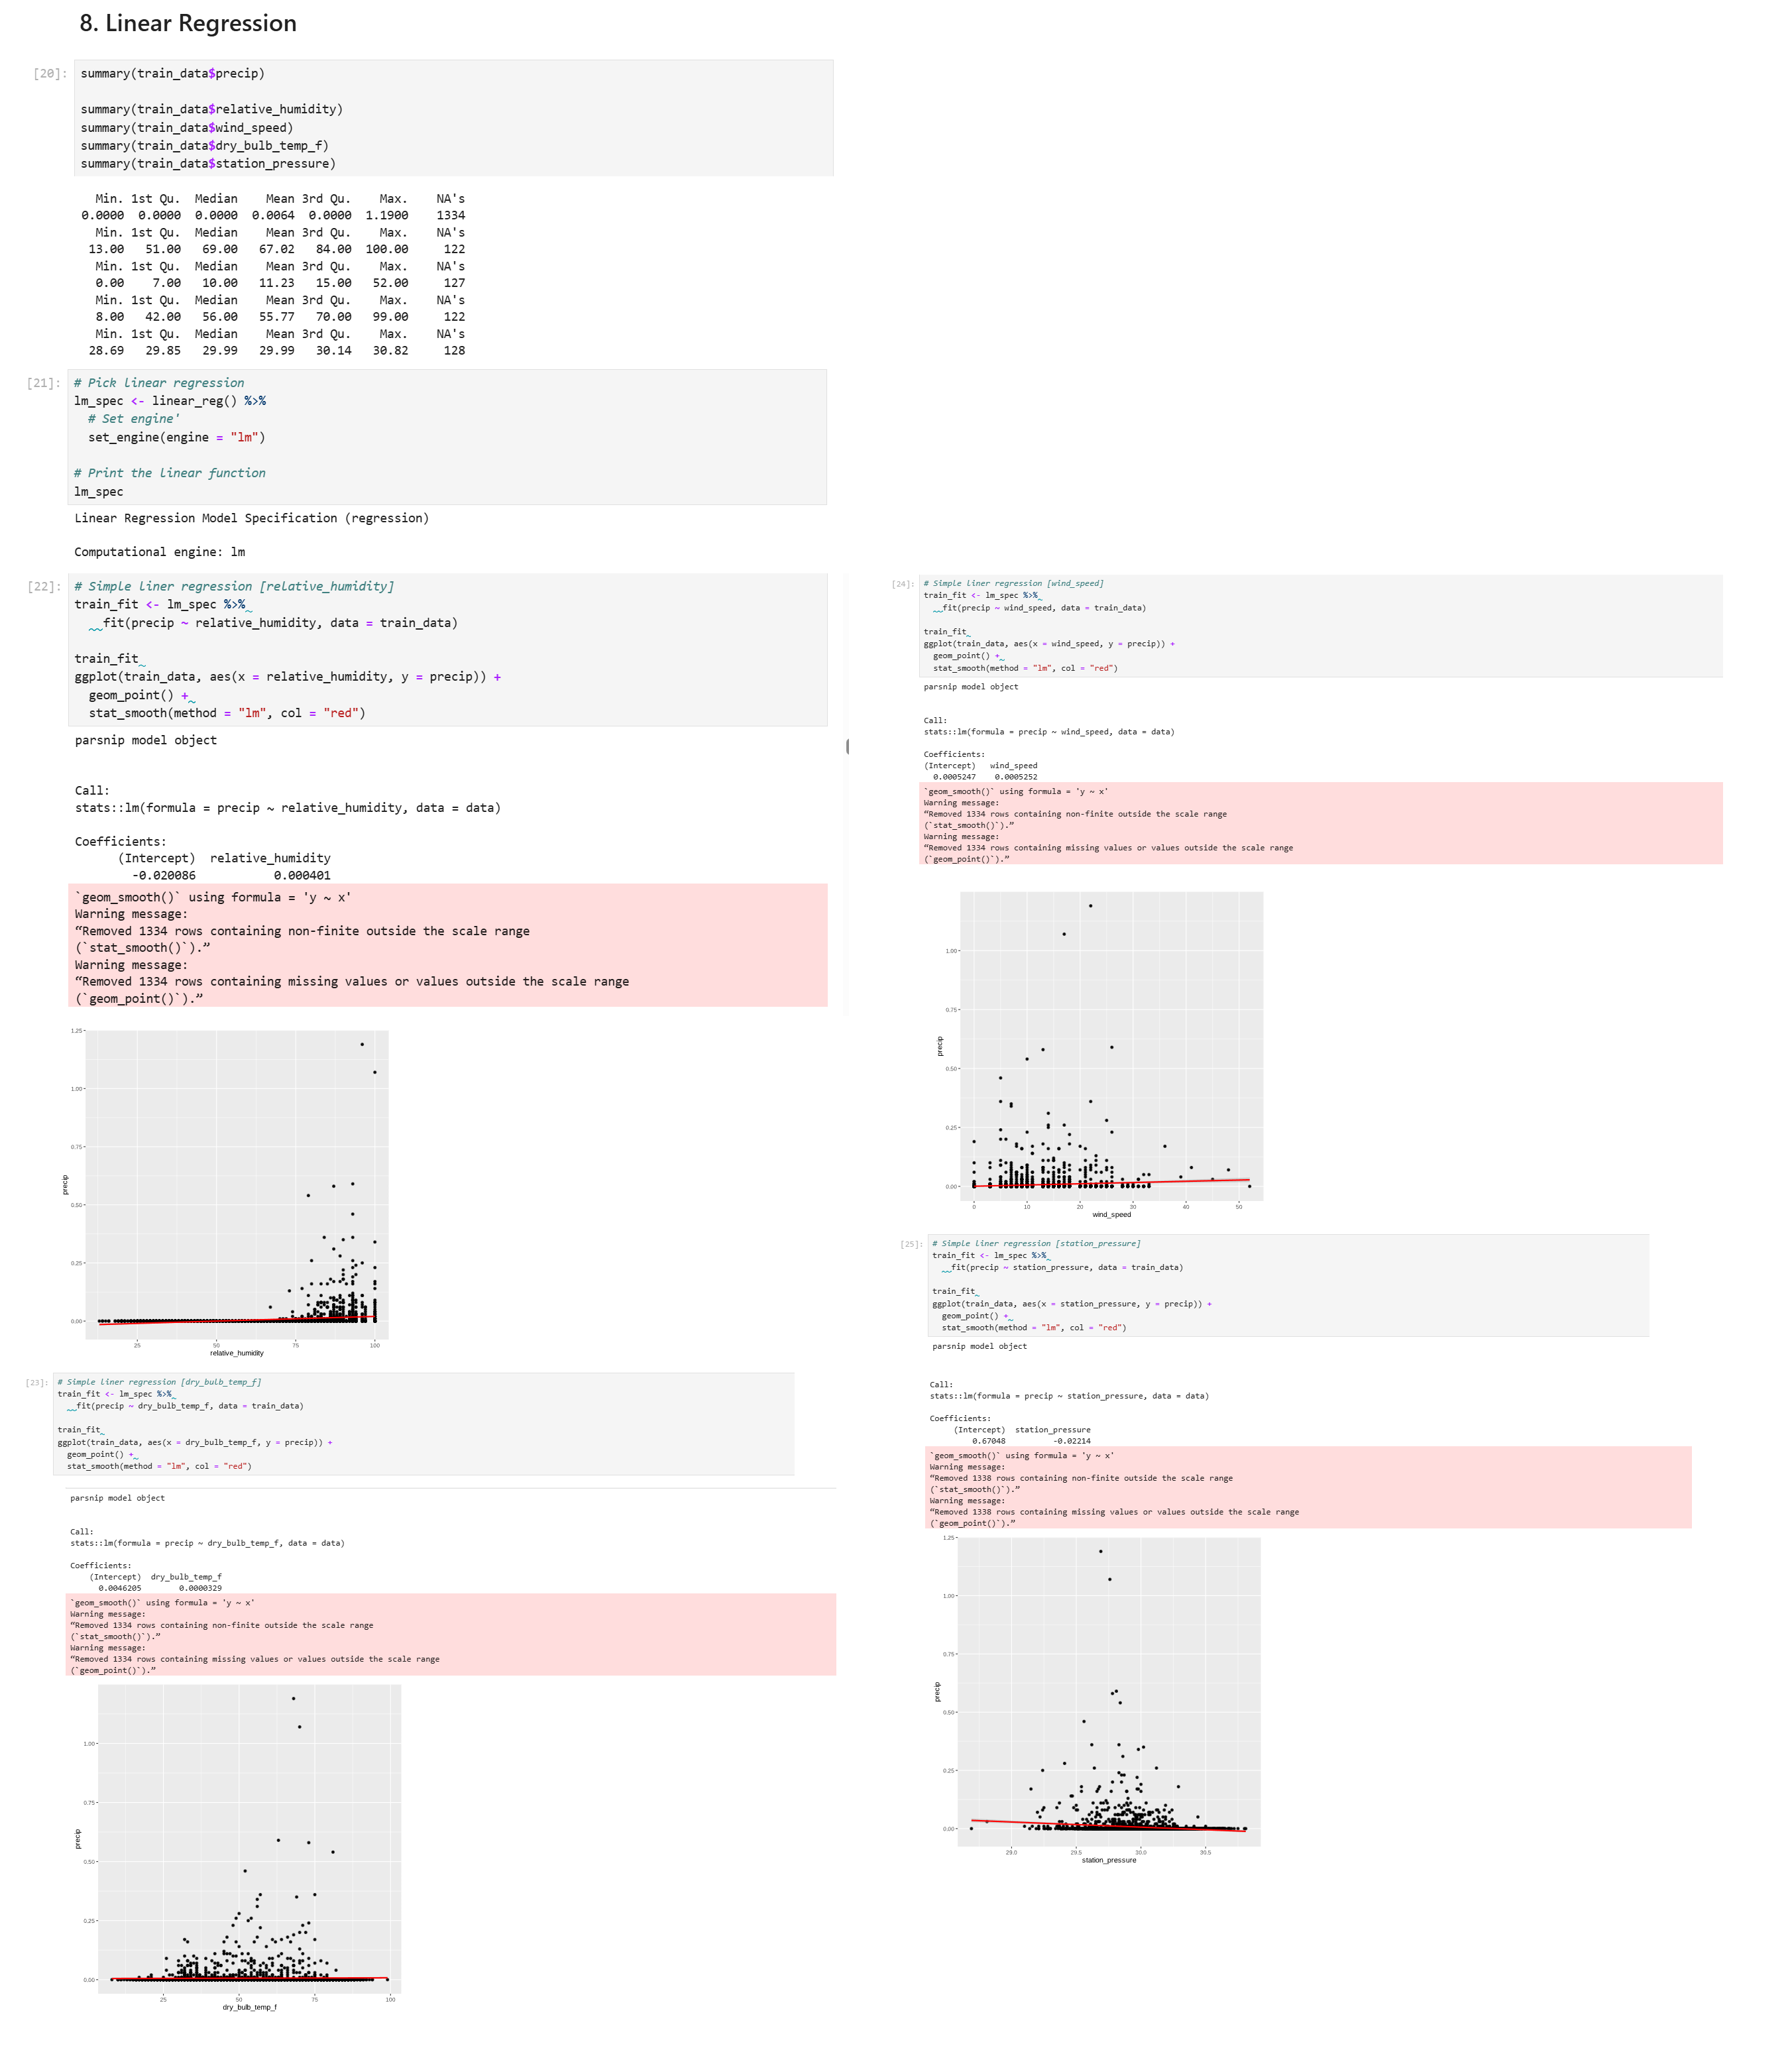 8. Linear Regression
[20]:
summary(train_data$precip)
summary(train_data$relative_humidity)
summary(train_data$wind_speed)
summary(train_data$dry_bulb_temp_f)
summary(train_data$station_pressure)
Min. 1st Qu. Median Mean 3rd Qu. Max. NA's
0.0000 0.0000 0.0000 0.0064 0.0000 1.1900 1334
Min. 1st Qu. Median Mean 3rd Qu. Max. NA's
13.00 51.00 69.00 67.02 84.00 100.00 122
Min. 1st Qu. Median Mean 3rd Qu. Max. NA's
0.00 7.00 10.00 11.23 15.00 52.00 127
Min. 1st Qu. Median Mean 3rd Qu. Max. NA's
8.00 42.00 56.00 55.77 70.00 99.00 122
Min. 1st Qu. Median Mean 3rd Qu. Max. NA's
28.69 29.85 29.99 29.99 30.14 30.82 128
[21]:
# Pick linear regression
lm_spec <- linear_reg() %>%
# Set engine'
set_engine(engine = "lm")
# Print the linear function
lm_spec
Linear Regression Model Specification (regression)
Computational engine: lm
[22]:
# Simple liner regression [relative_humidity]
train_fit <- lm_spec %>%
fit(precip ~ relative_humidity, data = train_data)
train_fit
ggplot(train_data, aes(x = relative_humidity, y = precip)) +
geom_point() +
stat_smooth(method = "lm", col = "red")
parsnip model object
Call:
stats::lm(formula = precip ~ relative_humidity, data = data)
Coefficients:
(Intercept) relative_humidity
-0.020086 0.000401
`geom_smooth()` using formula = 'y ~ x'
Warning message:
“Removed 1334 rows containing non-finite outside the scale range
(`stat_smooth()`).”
Warning message:
“Removed 1334 rows containing missing values or values outside the scale range
(`geom_point()`).”
1.25
1.00
0.75
precip
0.50
0.25
0.00
25 50 75 100
relative_humidity
[23]:
# Simple liner regression [dry_bulb_temp_f]
train_fit <- lm_spec %>%
fit(precip ~ dry_bulb_temp_f, data = train_data)
train_fit
ggplot(train_data, aes(x = dry_bulb_temp_f, y = precip)) +
geom_point() +
stat_smooth(method = "lm", col = "red")
parsnip model object
Call:
stats::lm(formula = precip ~ dry_bulb_temp_f, data = data)
Coefficients:
(Intercept) dry_bulb_temp_f
0.0046205 0.0000329
`geom_smooth()` using formula = 'y ~ x'
Warning message:
“Removed 1334 rows containing non-finite outside the scale range
(`stat_smooth()`).”
Warning message:
“Removed 1334 rows containing missing values or values outside the scale range
(`geom_point()`).”
1.00
0.75
precip
0.50
0.25
0.00
25 50 75 100
dry_bulb_temp_f
[24]:
# Simple liner regression [wind_speed]
train_fit <- lm_spec %>%
fit(precip ~ wind_speed, data = train_data)
train_fit
ggplot(train_data, aes(x = wind_speed, y = precip)) +
geom_point() +
stat_smooth(method = "lm", col = "red")
parsnip model object
Call:
stats::lm(formula = precip ~ wind_speed, data = data)
Coefficients:
(Intercept) wind_speed
0.0005247 0.0005252
`geom_smooth()` using formula = 'y ~ x'
Warning message:
“Removed 1334 rows containing non-finite outside the scale range
(`stat_smooth()`).”
Warning message:
“Removed 1334 rows containing missing values or values outside the scale range
(`geom_point()`).”
1.00
0.75
precip
0.50
0.25
0.00
0 10 20 30 40 50
wind_speed
[25]:
# Simple liner regression [station_pressure]
train_fit <- lm_spec %>%
fit(precip ~ station_pressure, data = train_data)
train_fit
ggplot(train_data, aes(x = station_pressure, y = precip)) +
geom_point() +
stat_smooth(method = "lm", col = "red")
parsnip model object
Call:
stats::lm(formula = precip ~ station_pressure, data = data)
Coefficients:
(Intercept) station_pressure
0.67048 -0.02214
`geom_smooth()` using formula = 'y ~ x'
Warning message:
“Removed 1338 rows containing non-finite outside the scale range
(`stat_smooth()`).”
Warning message:
“Removed 1338 rows containing missing values or values outside the scale range
(`geom_point()`).”
1.25
1.00
0.75
precip
0.50
0.25
0.00
29.0 29.5 30.0 30.5
station_pressure